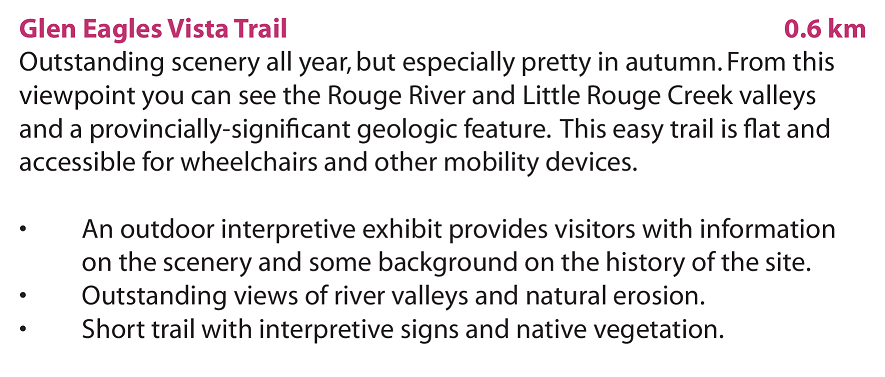 Glen Eagles Vista Trail 0.6 km
Outstanding scenery all year, but especially pretty in autumn. From this
viewpoint you can see the Rouge River and Little Rouge Creek valleys
and a provincially-significant geologic feature. This easy trail is flat and
accessible for wheelchairs and other mobility devices.
• An outdoor interpretive exhibit provides visitors with information
on the scenery and some background on the history of the site.
• Outstanding views of river valleys and natural erosion.
• Short trail with interpretive signs and native vegetation.